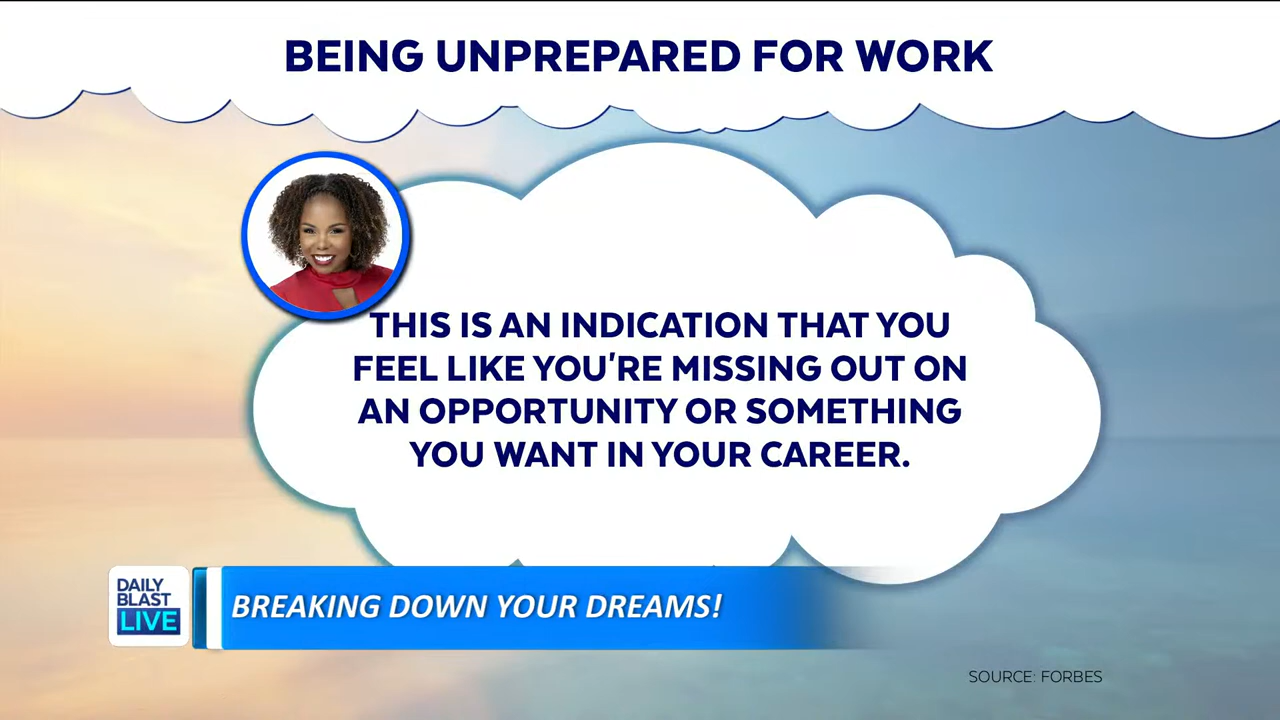 BEING UNPREPARED FOR WORK
THIS IS AN INDICATION THAT YOU
FEEL LIKE YOU'RE MISSING OUT ON
AN OPPORTUNITY OR SOMETHING
YOU WANT IN YOUR CAREER.
DAILY
BLAST
LIVE
BREAKING DOWN YOUR DREAMS!
SOURCE: FORBES